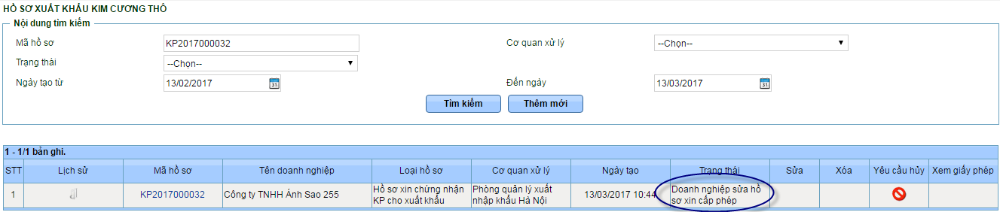 HỒ SƠ XUẤT KHẨU KIM CƯƠNG THÔ
Nội dung tìm kiếm
Mã hồ sơ KP2017000032 Cơ quan xử lý --Chọn--
Trạng thái --Chọn--
Ngày tạo từ 13/02/2017 31 Đến ngày 13/03/2017 31
Tìm kiếm Thêm mới
1 - 1/1 bản ghi.
STT Lịch sử Mã hồ sơ Tên doanh nghiệp Loại hồ sơ Cơ quan xử lý Ngày tạo Trạng thái Sửa Xóa Yêu cầu hủy Xem giấy phép
1 KP2017000032 Công ty TNHH Ánh Sao 255 Hồ sơ xin chứng nhận KP cho xuất khẩu Phòng quản lý xuất nhập khẩu Hà Nội 13/03/2017 10:44 Doanh nghiệp sửa hồ sơ xin cấp phép